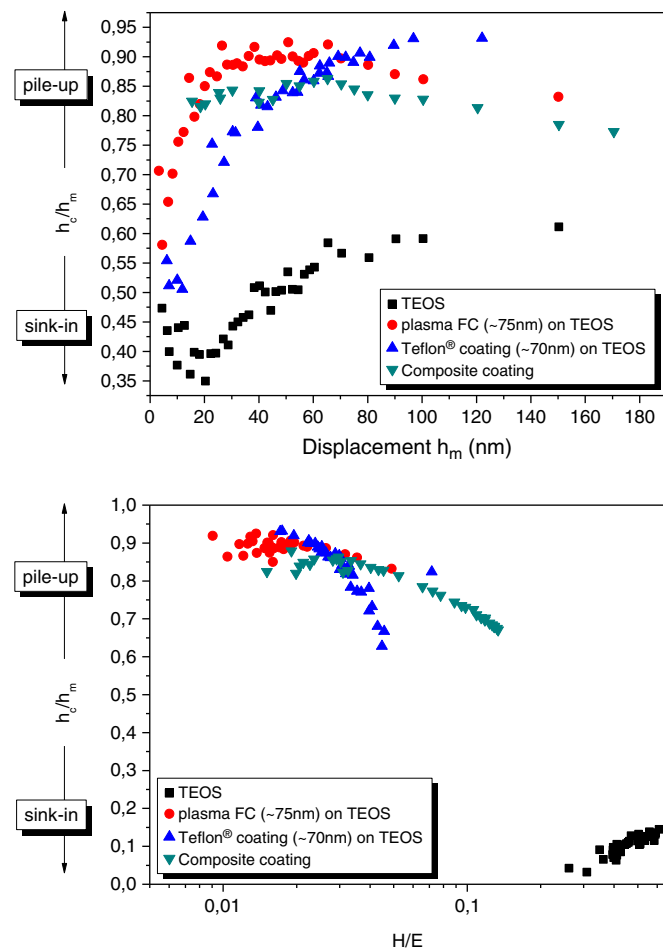 0,95
0,90
0,85
0,80
0,75
0,70
0,65
0,60
0,55
0,50
0,45
0,40
0,35
pile-up
h_c/h_m
sink-in
TEOS
plasma FC (~75nm) on TEOS
Teflon® coating (~70nm) on TEOS
Composite coating
0 20 40 60 80 100 120 140 160 180
Displacement h_m (nm)
1,0
0,9
0,8
0,7
0,6
0,5
0,4
0,3
0,2
0,1
0,0
pile-up
h_c/h_m
sink-in
TEOS
plasma FC (~75nm) on TEOS
Teflon® coating (~70nm) on TEOS
Composite coating
0,01 0,1
H/E